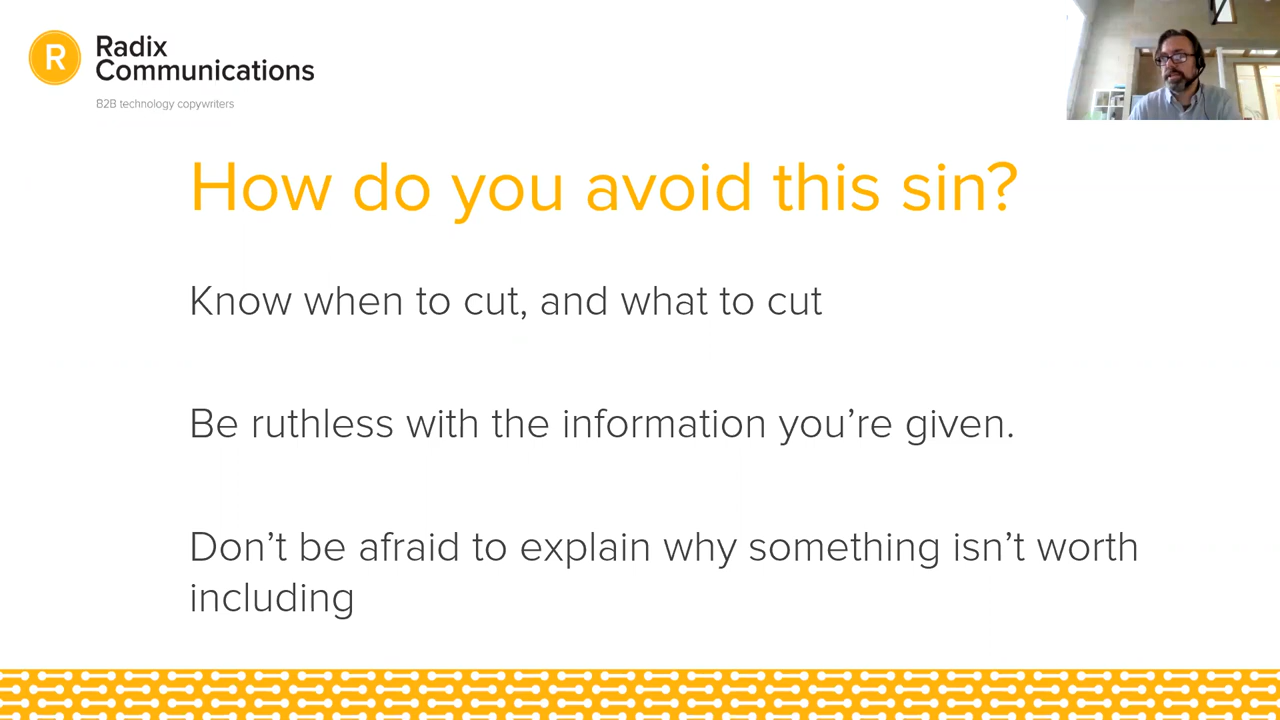 R
Radix
Communications
B2B technology copywriters
How do you avoid this sin?
Know when to cut, and what to cut
Be ruthless with the information you’re given.
Don’t be afraid to explain why something isn’t worth
including